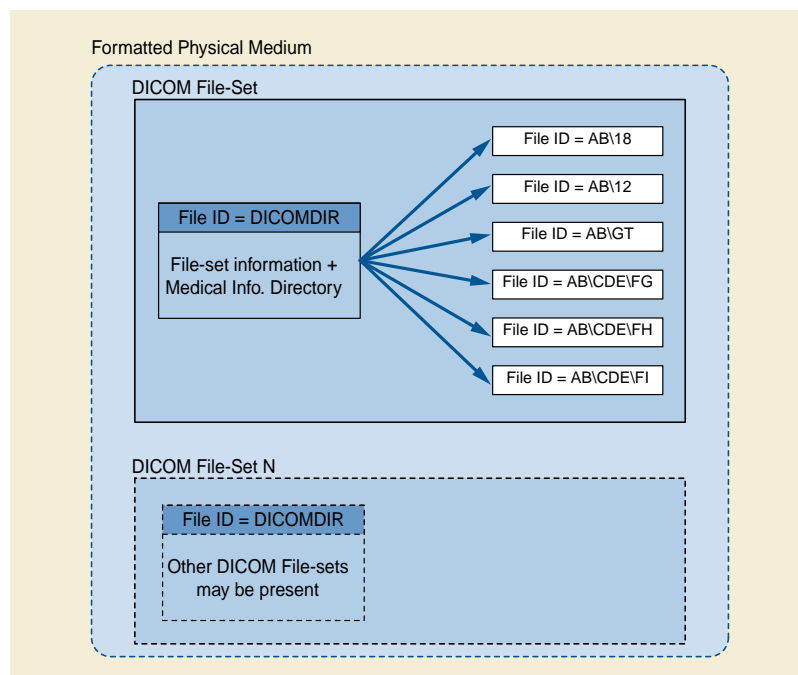 Formatted Physical Medium
DICOM File-Set
File ID = AB\18
File ID = AB\12
File ID = DICOMDIR
File ID = AB\GT
File-set information +
Medical Info. Directory
File ID = AB\CDE\FG
File ID = AB\CDE\FH
File ID = AB\CDE\FI
DICOM File-Set N
File ID = DICOMDIR
Other DICOM File-sets
may be present